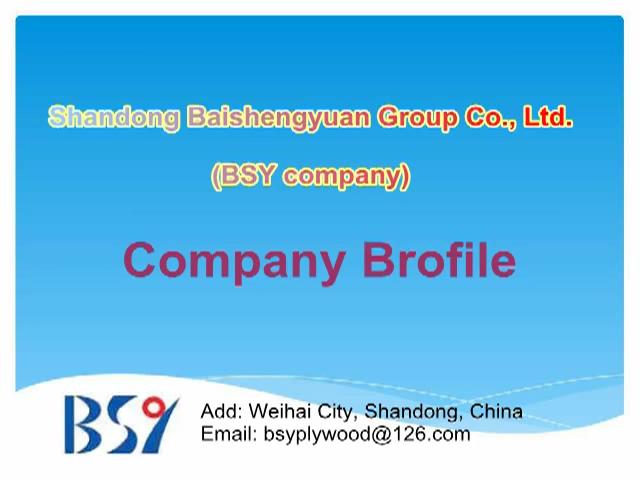 Shandong Baishengyuan Group Co., Ltd.
(BSY company)
Company Brofile
BSY
Add: Weihai City, Shandong, China
Email: bsyplywood@126.com